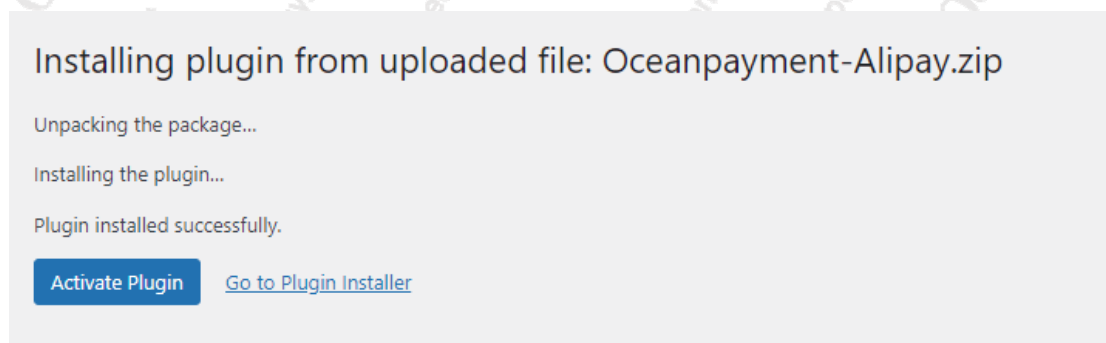 Installing plugin from uploaded file: Oceanpayment-Alipay.zip
Unpacking the package...
Installing the plugin...
Plugin installed successfully.
Activate Plugin Go to Plugin Installer